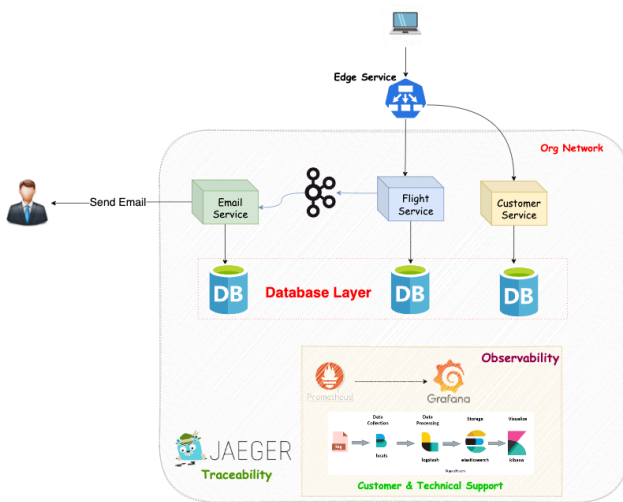 Edge Service
Org Network
Send Email
Email
Service
Flight
Service
Customer
Service
DB
Database Layer
DB
DB
Observability
Prometheus
Grafana
Data
Collection
Data
Processing
Storage
Visualize
log
beats
logstash
elasticsearch
kibana
JAEGER
Traceability
Customer & Technical Support